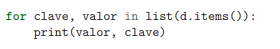 for clave, valor in list(d.items()):
    print(valor, clave)